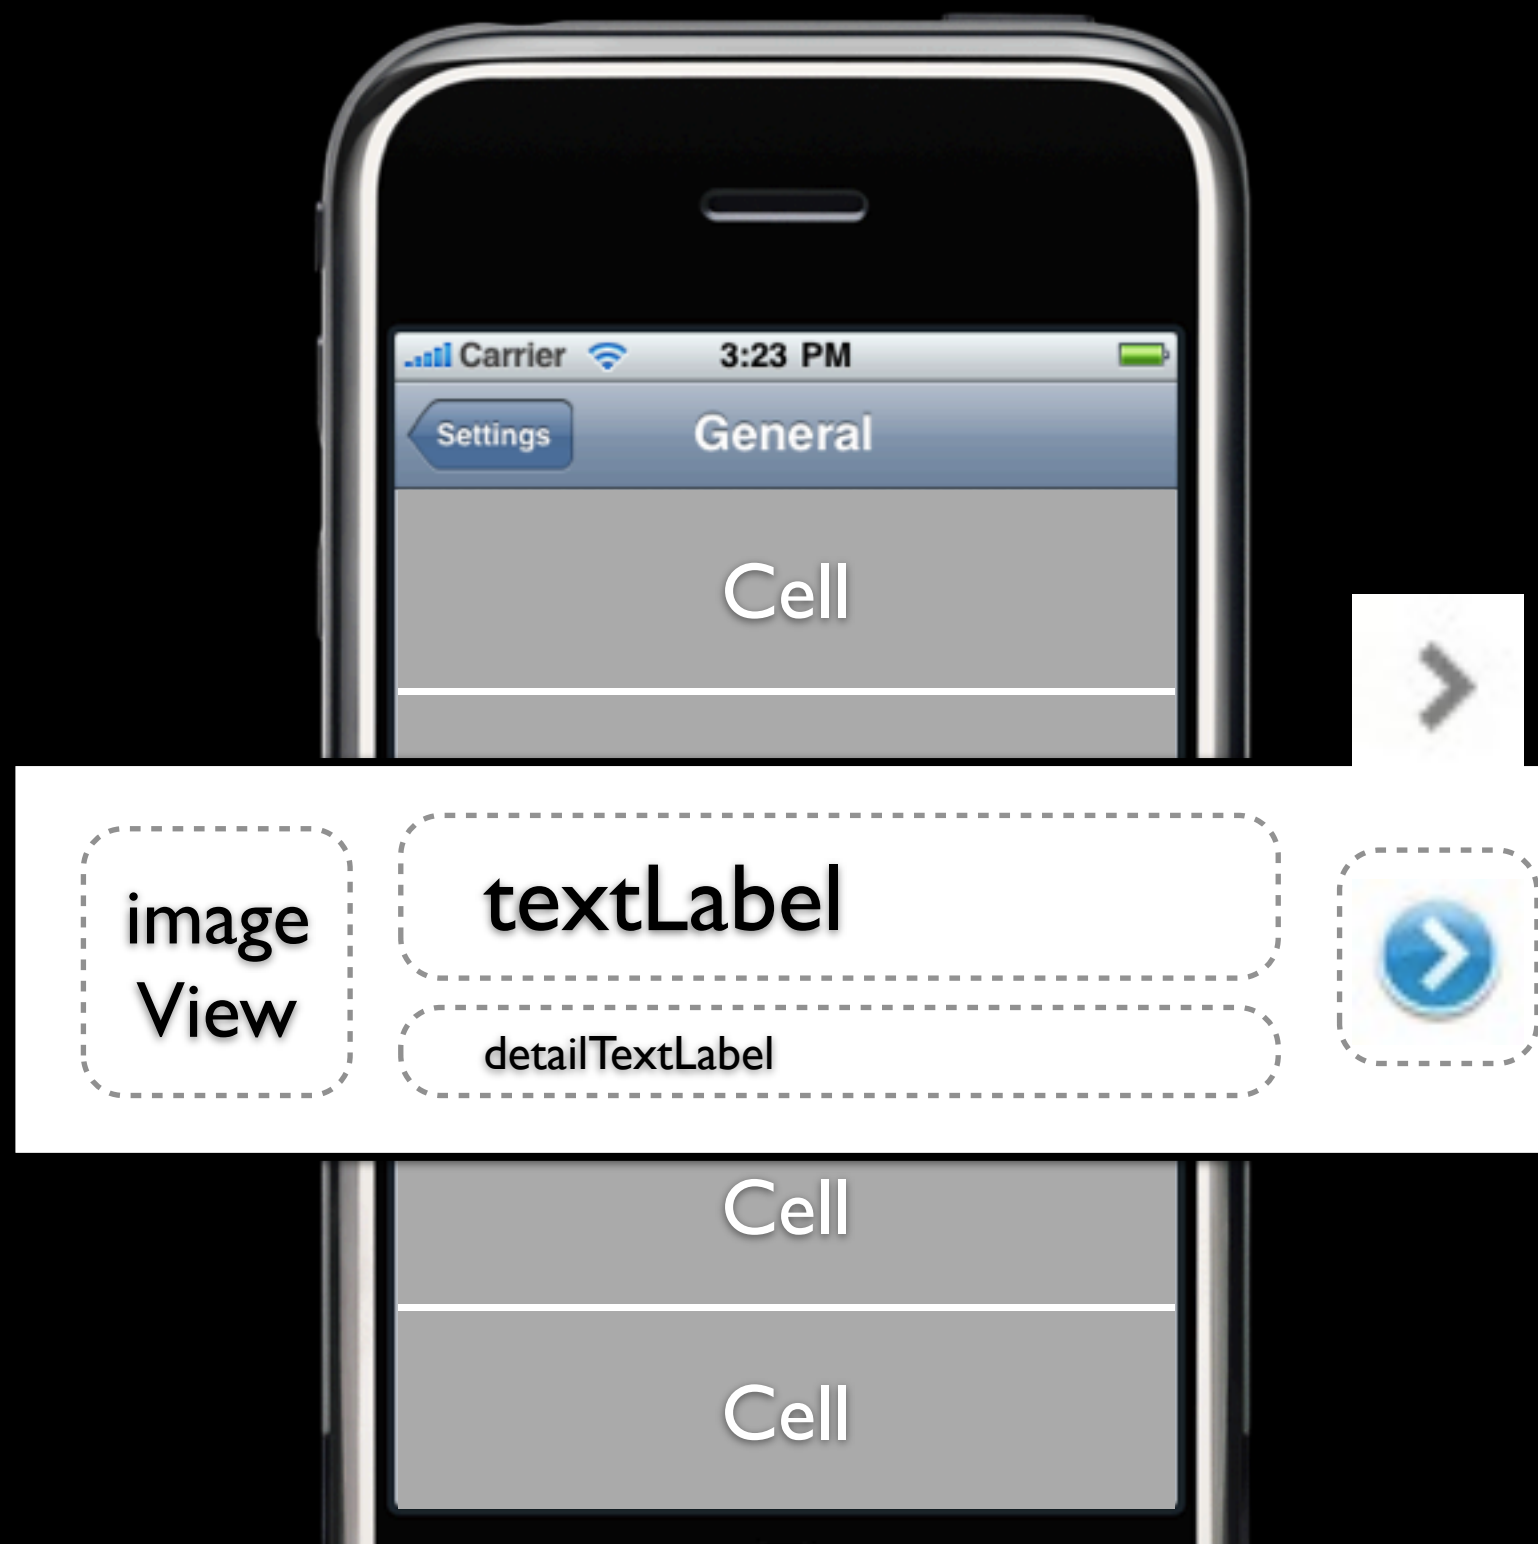 Carrier 3:23 PM
Settings General
Cell
image
View
textLabel
detailTextLabel
Cell
Cell